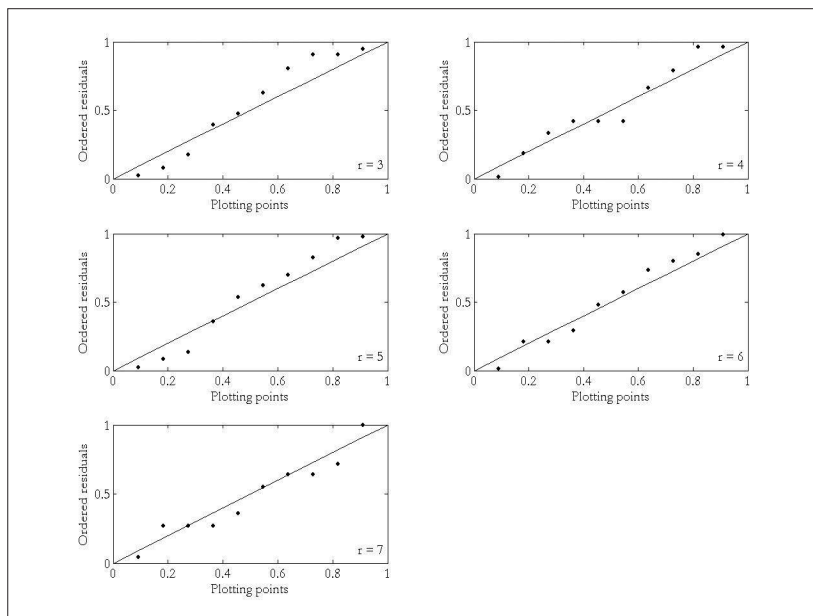 1
Ordered residuals
0.5
r = 3
0
0 0.2 0.4 0.6 0.8 1
Plotting points
1
Ordered residuals
0.5
r = 4
0
0 0.2 0.4 0.6 0.8 1
Plotting points
1
Ordered residuals
0.5
r = 5
0
0 0.2 0.4 0.6 0.8 1
Plotting points
1
Ordered residuals
0.5
r = 6
0
0 0.2 0.4 0.6 0.8 1
Plotting points
1
Ordered residuals
0.5
r = 7
0
0 0.2 0.4 0.6 0.8 1
Plotting points